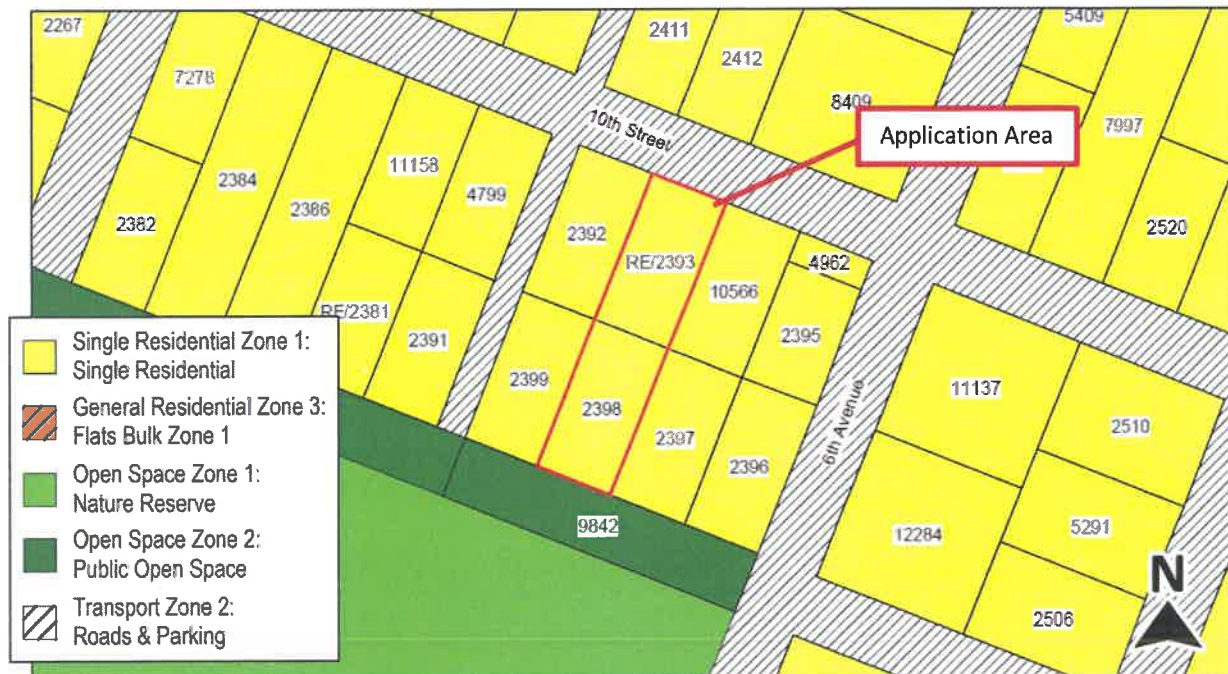 2267
7278
2411
2412
5409
8409
10th Street
Application Area
7997
11158
2384
4799
2386
2382
2392
RE/2393
4962
2520
10566
RE/2381
2391
2395
2399
2398
2397
2396
6th Avenue
11137
2510
9842
12284
5291
2506
Single Residential Zone 1:
Single Residential
General Residential Zone 3:
Flats Bulk Zone 1
Open Space Zone 1:
Nature Reserve
Open Space Zone 2:
Public Open Space
Transport Zone 2:
Roads & Parking
N